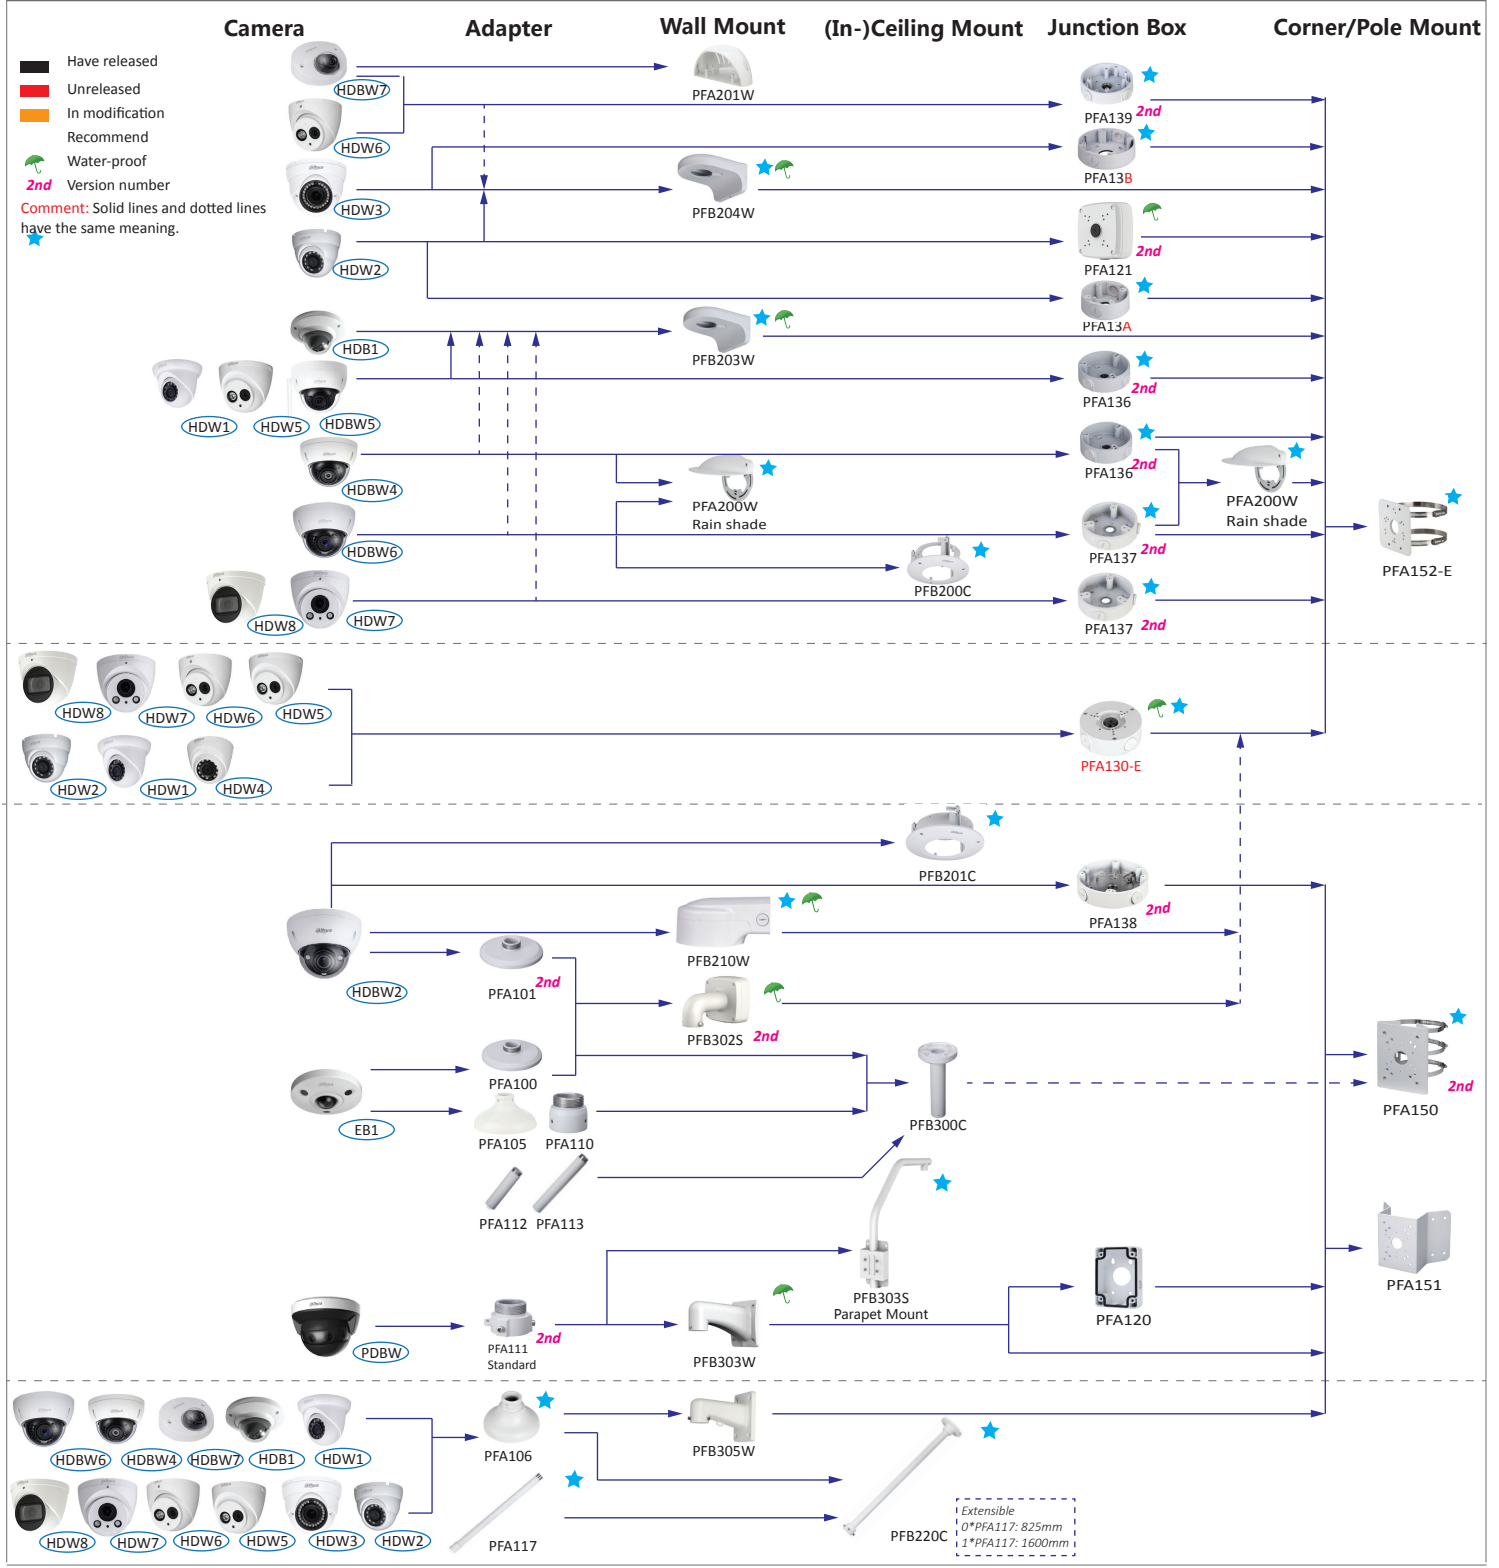 Camera
Adapter
Wall Mount
(In-)Ceiling Mount
Junction Box
Corner/Pole Mount
Have released
Unreleased
In modification
Recommend
Water-proof
2nd Version number
Comment: Solid lines and dotted lines
have the same meaning.
HDBW7
PFA201W
PFA139
2nd
HDW6
PFA13B
HDW3
PFB204W
HDW2
PFA121
2nd
PFA13A
HDB1
PFB203W
HDW1
HDW5
HDBW5
PFA136
2nd
HDBW4
PFA200W
Rain shade
PFA136
2nd
PFA200W
Rain shade
HDBW6
PFB200C
PFA137
2nd
PFA152-E
HDW8
HDW7
PFA137
2nd
HDW8
HDW7
HDW6
HDW5
HDW2
HDW1
HDW4
PFA130-E
PFB201C
PFA138
2nd
HDBW2
PFA101
2nd
PFB210W
PFB302S
2nd
PFA100
EB1
PFA105
PFA110
PFB300C
PFA150
2nd
PFA112
PFA113
PFB303S
Parapet Mount
PFA151
PDBW
PFA111
Standard
2nd
PFB303W
PFA120
HDBW6
HDBW4
HDBW7
HDB1
HDW1
PFA106
PFB305W
HDW8
HDW7
HDW6
HDW5
HDW3
HDW2
PFA117
PFB220C
Extensible
0*PFA117: 825mm
1*PFA117: 1600mm